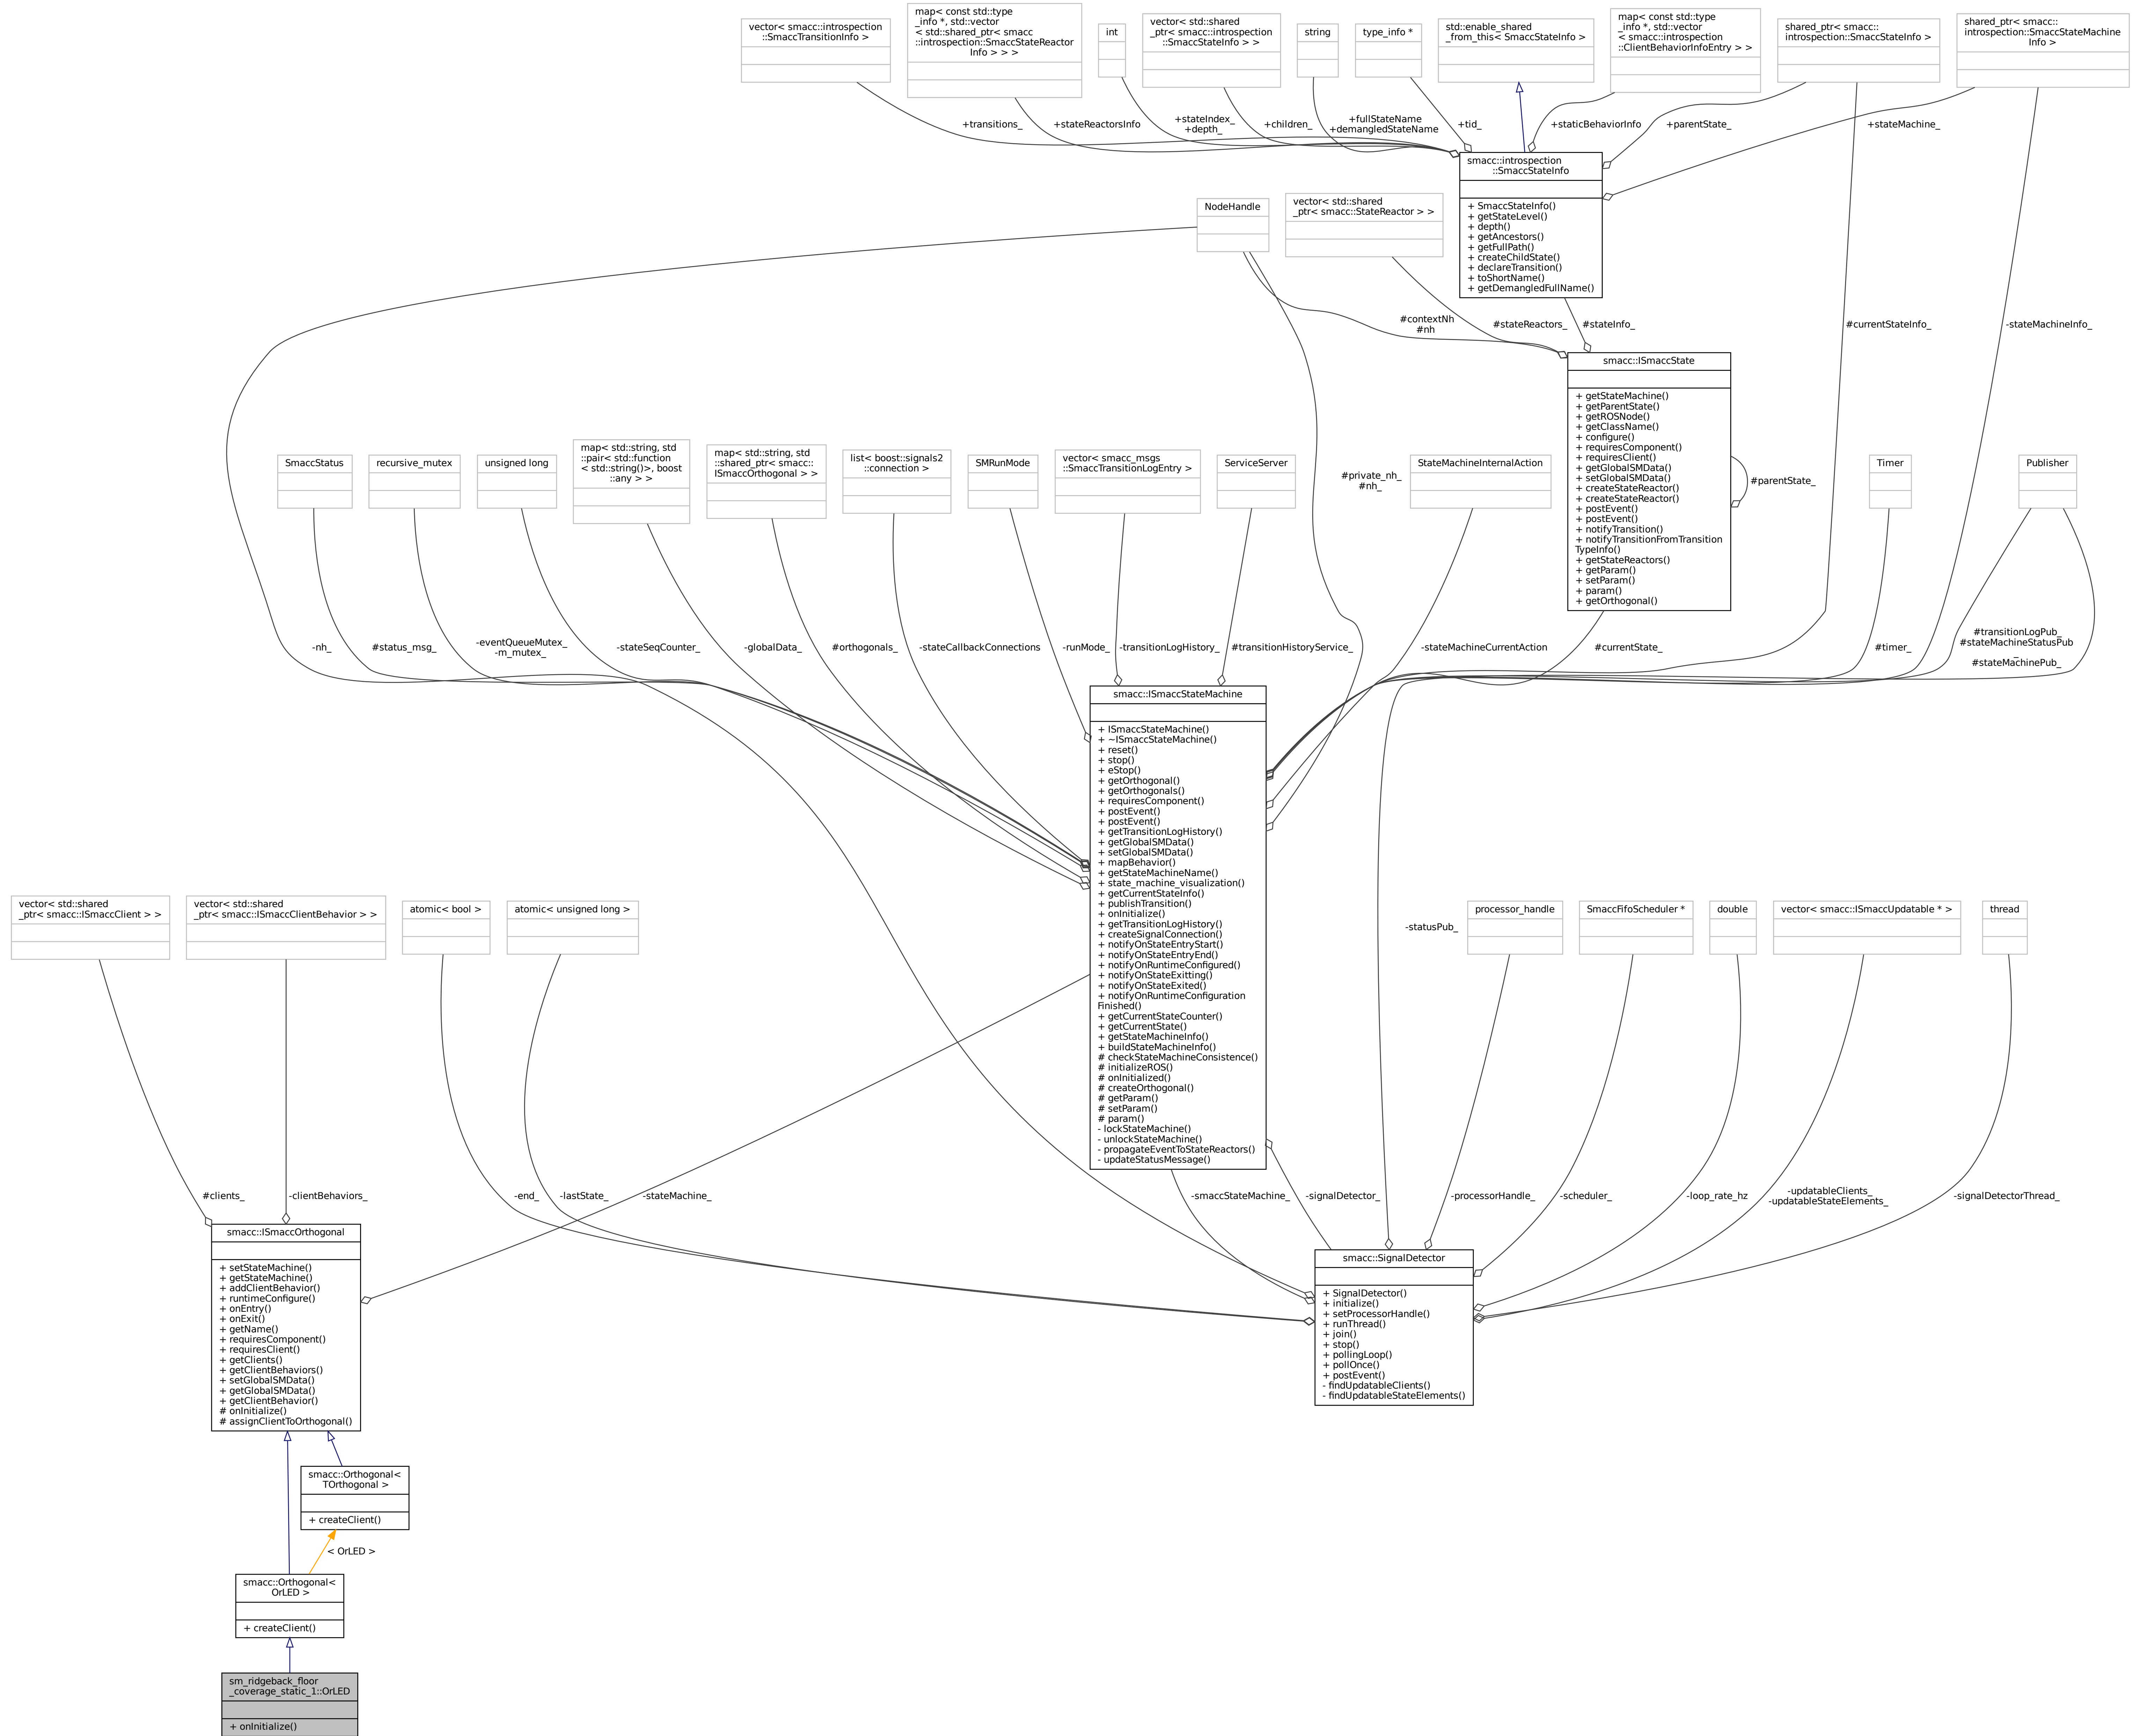 vector< smacc::introspection
::SmaccTransitionInfo >
map< const std::type
_info *, std::vector
< std::shared_ptr< smacc
::introspection::SmaccStateReactor
Info > > >
int
vector< std::shared
_ptr< smacc::introspection
::SmaccStateInfo > >
string
type_info *
std::enable_shared
_from_this< SmaccStateInfo >
map< const std::type
_info *, std::vector
< smacc::introspection
::ClientBehaviorInfoEntry > >
shared_ptr< smacc::
introspection::SmaccStateInfo >
shared_ptr< smacc::
introspection::SmaccStateMachine
Info >
+transitions_
+stateReactorsInfo
+stateIndex_
+depth_
+children_
+fullStateName
+demangledStateName
+tid_
+staticBehaviorInfo
+parentState_
+stateMachine_
smacc::introspection
::SmaccStateInfo
+ SmaccStateInfo()
+ getStateLevel()
+ depth()
+ getAncestors()
+ getFullPath()
+ createChildState()
+ declareTransition()
+ toShortName()
+ getDemangledFullName()
NodeHandle
vector< std::shared
_ptr< smacc::StateReactor > >
#contextNh
#nh
#stateReactors_
#stateInfo_
#currentStateInfo_
-stateMachineInfo_
smacc::ISmaccState
+ getStateMachine()
+ getParentState()
+ getROSNode()
+ getClassName()
+ configure()
+ requiresComponent()
+ requiresClient()
+ getGlobalSMData()
+ setGlobalSMData()
+ createStateReactor()
+ createStateReactor()
+ postEvent()
+ postEvent()
+ notifyTransition()
+ notifyTransitionFromTransition
TypeInfo()
+ getStateReactors()
+ getParam()
+ setParam()
+ param()
+ getOrthogonal()
#parentState_
SmaccStatus
recursive_mutex
unsigned long
map< std::string, std
::pair< std::function
< std::string()>, boost
::any > >
map< std::string, std
::shared_ptr< smacc::
ISmaccOrthogonal > >
list< boost::signals2
::connection >
SMRunMode
vector< smacc_msgs
::SmaccTransitionLogEntry >
ServiceServer
#private_nh_
#nh_
StateMachineInternalAction
Timer
Publisher
-nh_
#status_msg_
-eventQueueMutex_
-m_mutex_
-stateSeqCounter_
-globalData_
#orthogonals_
-stateCallbackConnections
-runMode_
-transitionLogHistory_
#transitionHistoryService_
-stateMachineCurrentAction
#currentState_
#timer_
#transitionLogPub_
#stateMachineStatusPub
_
#stateMachinePub_
smacc::ISmaccStateMachine
+ ISmaccStateMachine()
+ ~ISmaccStateMachine()
+ reset()
+ stop()
+ eStop()
+ getOrthogonal()
+ getOrthogonals()
+ requiresComponent()
+ postEvent()
+ postEvent()
+ getTransitionLogHistory()
+ getGlobalSMData()
+ setGlobalSMData()
+ mapBehavior()
+ getStateMachineName()
+ state_machine_visualization()
+ getCurrentStateInfo()
+ publishTransition()
+ onInitialize()
+ getTransitionLogHistory()
+ createSignalConnection()
+ notifyOnStateEntryStart()
+ notifyOnStateEntryEnd()
+ notifyOnRuntimeConfigured()
+ notifyOnStateExitting()
+ notifyOnStateExited()
+ notifyOnRuntimeConfiguration
Finished()
+ getCurrentStateCounter()
+ getCurrentState()
+ getStateMachineInfo()
+ buildStateMachineInfo()
# checkStateMachineConsistence()
# initializeROS()
# onInitialized()
# createOrthogonal()
# getParam()
# setParam()
# param()
- lockStateMachine()
- unlockStateMachine()
- propagateEventToStateReactors()
- updateStatusMessage()
vector< std::shared
_ptr< smacc::ISmaccClient > >
vector< std::shared
_ptr< smacc::ISmaccClientBehavior > >
atomic< bool >
atomic< unsigned long >
-statusPub_
processor_handle
SmaccFifoScheduler *
double
vector< smacc::ISmaccUpdatable * >
thread
#clients_
-clientBehaviors_
-end_
-lastState_
-stateMachine_
-smaccStateMachine_
-signalDetector_
-processorHandle_
-scheduler_
-loop_rate_hz
-updatableClients_
-updatableStateElements_
-signalDetectorThread_
smacc::ISmaccOrthogonal
+ setStateMachine()
+ getStateMachine()
+ addClientBehavior()
+ runtimeConfigure()
+ onEntry()
+ onExit()
+ getName()
+ requiresComponent()
+ requiresClient()
+ getClients()
+ getClientBehaviors()
+ setGlobalSMData()
+ getGlobalSMData()
+ getClientBehavior()
# onInitialize()
# assignClientToOrthogonal()
smacc::SignalDetector
+ SignalDetector()
+ initialize()
+ setProcessorHandle()
+ runThread()
+ join()
+ stop()
+ pollingLoop()
+ pollOnce()
+ postEvent()
- findUpdatableClients()
- findUpdatableStateElements()
smacc::Orthogonal<
TOrthogonal >
+ createClient()
< OrLED >
smacc::Orthogonal<
OrLED >
+ createClient()
sm_ridgeback_floor
_coverage_static_1::OrLED
+ onInitialize()